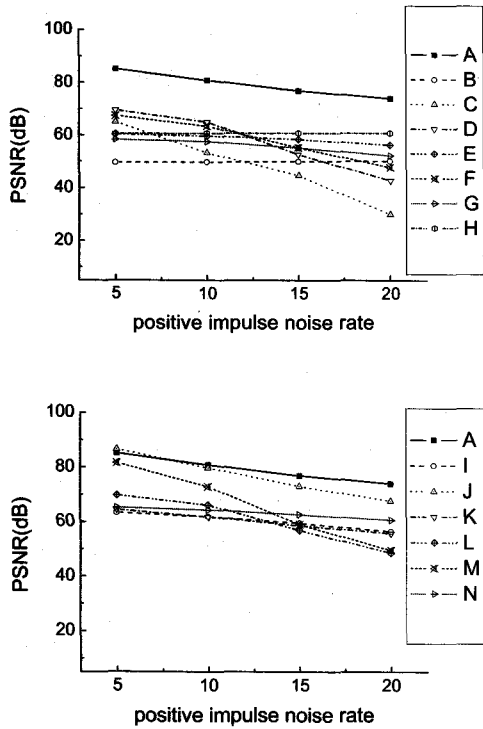 100
80
60
40
20
PSNR(dB)
5 10 15 20
positive impulse noise rate
A
B
C
D
E
F
G
H
100
80
60
40
20
PSNR(dB)
5 10 15 20
positive impulse noise rate
A
I
J
K
L
M
N